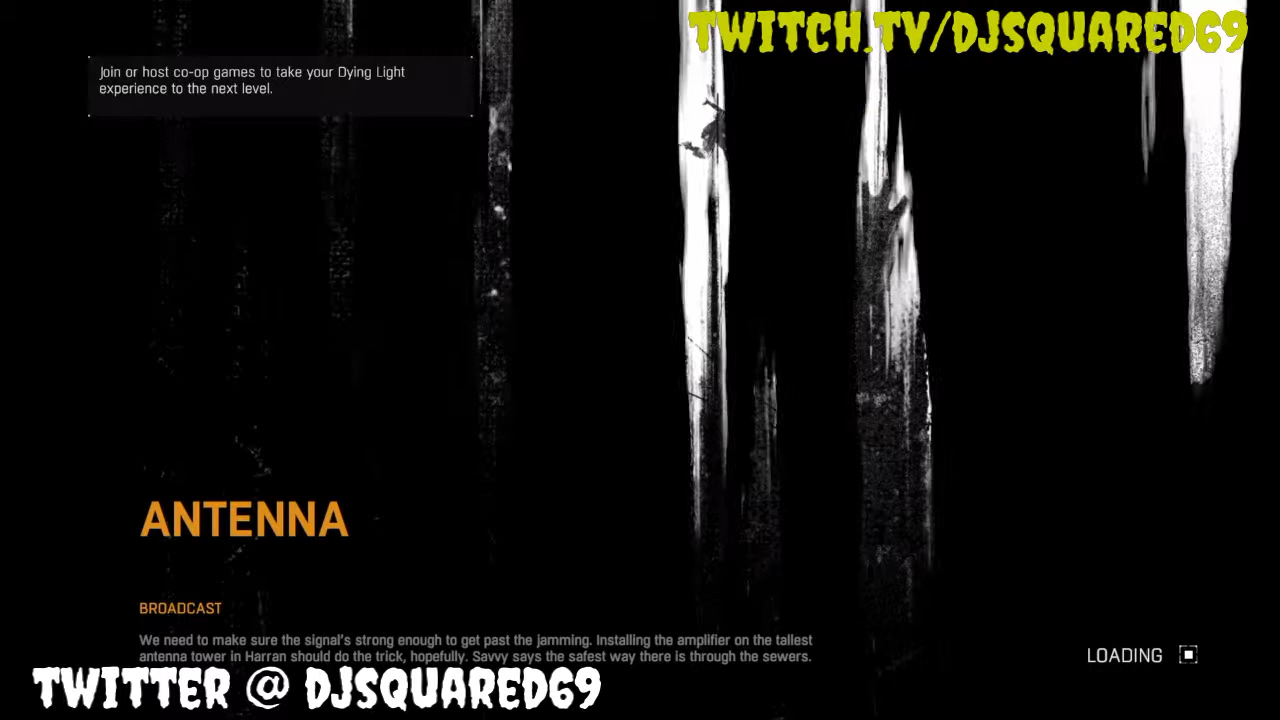 TWITCH.TV/DJSQUARED69
Join or host co-op games to take your Dying Light
experience to the next level.
ANTENNA
BROADCAST
We need to make sure the signal's strong enough to get past the jamming. Installing the amplifier on the tallest
antenna tower in Harran should do the trick, hopefully. Savvy says the safest way there is through the sewers.
LOADING
TWITTER @ DJSQUARED69